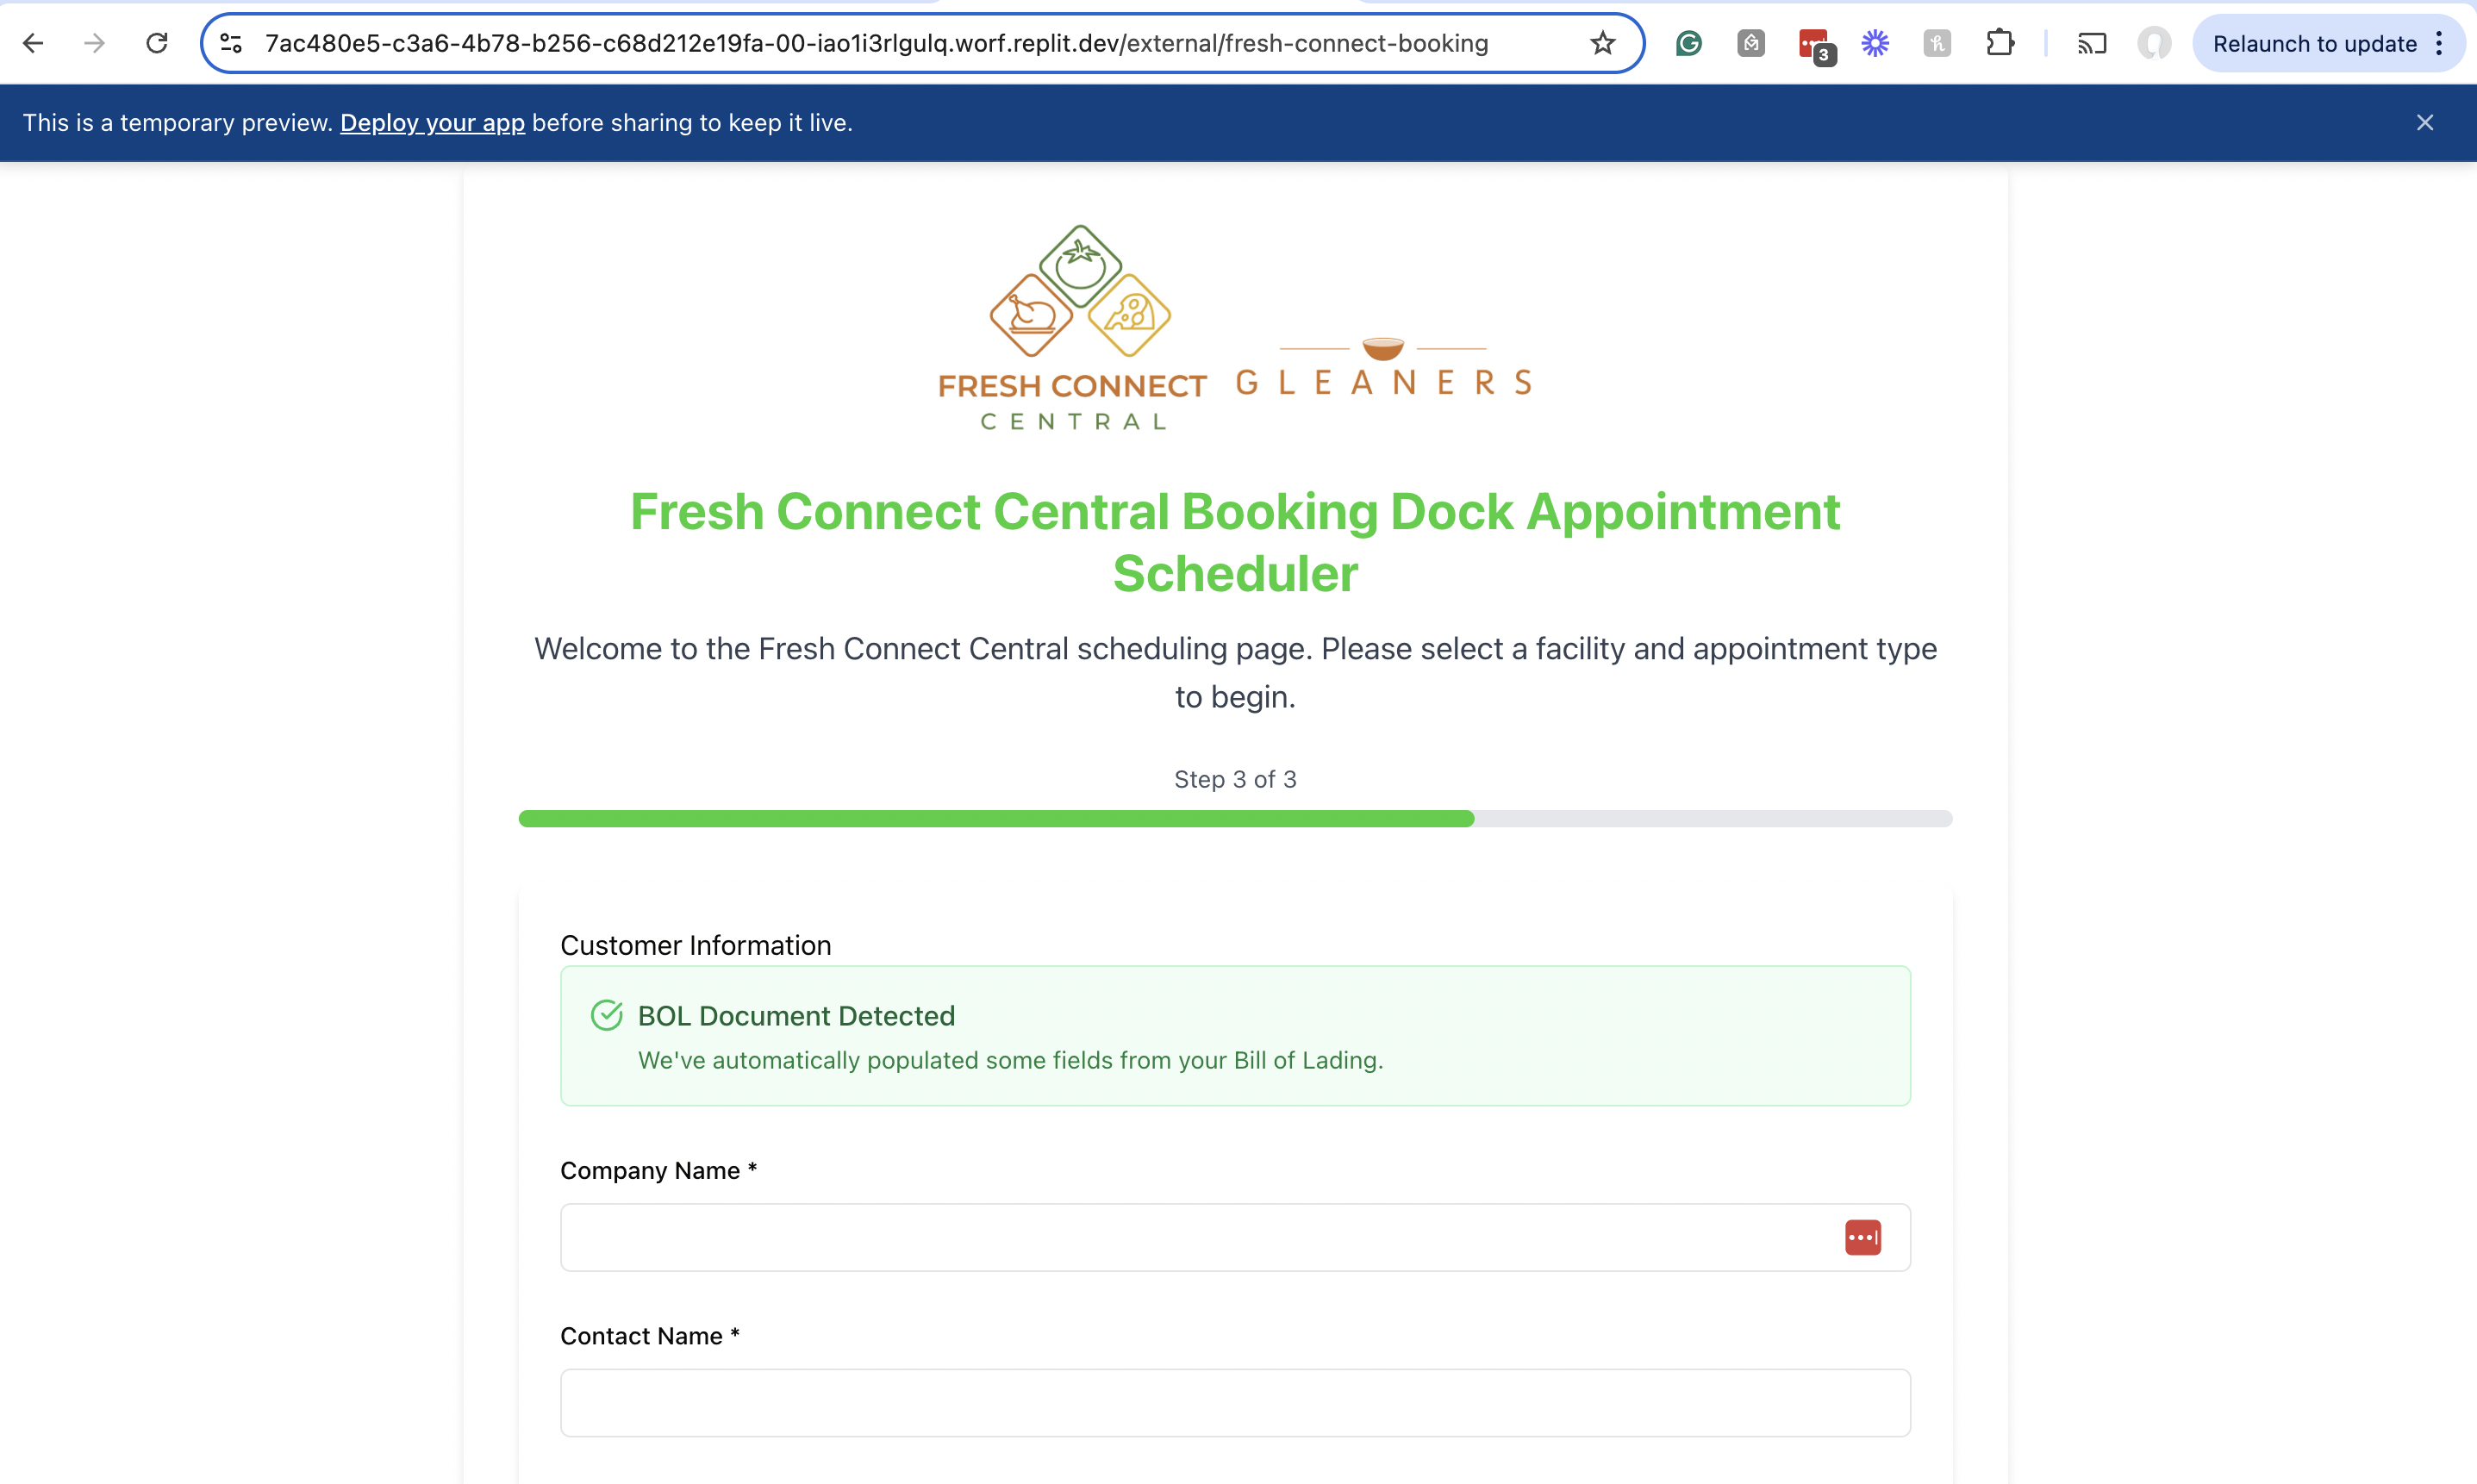 7ac480e5-c3a6-4b78-b256-c68d212e19fa-00-iao1i3rlgulq.worf.replit.dev/external/fresh-connect-booking
3
Relaunch to update
This is a temporary preview. Deploy your app before sharing to keep it live.
FRESH CONNECT
CENTRAL
GLEANERS
Fresh Connect Central Booking Dock Appointment
Scheduler
Welcome to the Fresh Connect Central scheduling page. Please select a facility and appointment type
to begin.
Step 3 of 3
Customer Information
BOL Document Detected
We've automatically populated some fields from your Bill of Lading.
Company Name *
Contact Name *